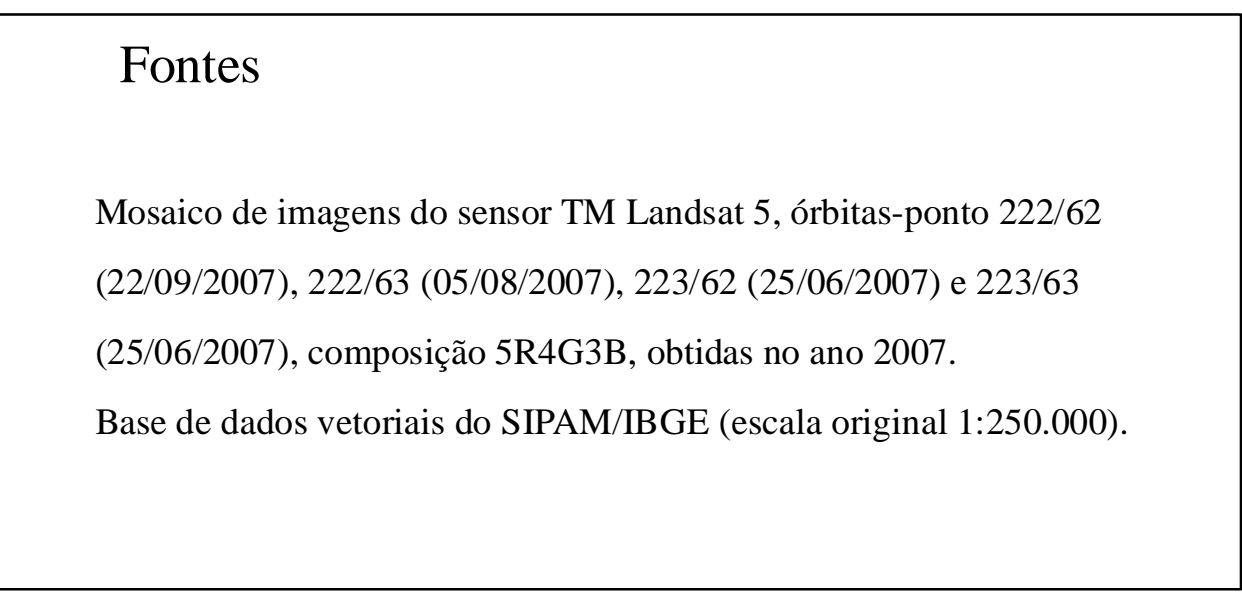 Fontes
Mosaico de imagens do sensor TM Landsat 5, órbitas-ponto 222/62
(22/09/2007), 222/63 (05/08/2007), 223/62 (25/06/2007) e 223/63
(25/06/2007), composição 5R4G3B, obtidas no ano 2007.
Base de dados vetoriais do SIPAM/IBGE (escala original 1:250.000).